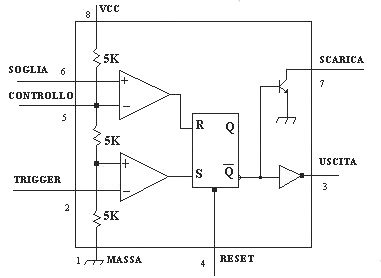 8 VCC
5K
SCARICA
7
SOGLIA 6
+
CONTROLLO
-
5
R Q
5K
+
S Q
USCITA
3
TRIGGER
-
2
5K
1 MASSA
4 RESET